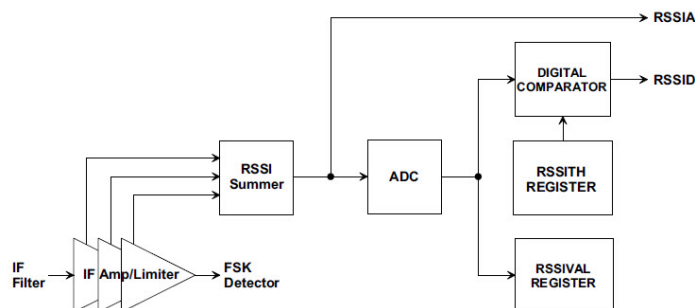 RSSIA
DIGITAL
COMPARATOR
RSSID
RSSI
Summer
ADC
RSSITH
REGISTER
IF
Filter
IF Amp/Limiter
FSK
Detector
RSSIVAL
REGISTER